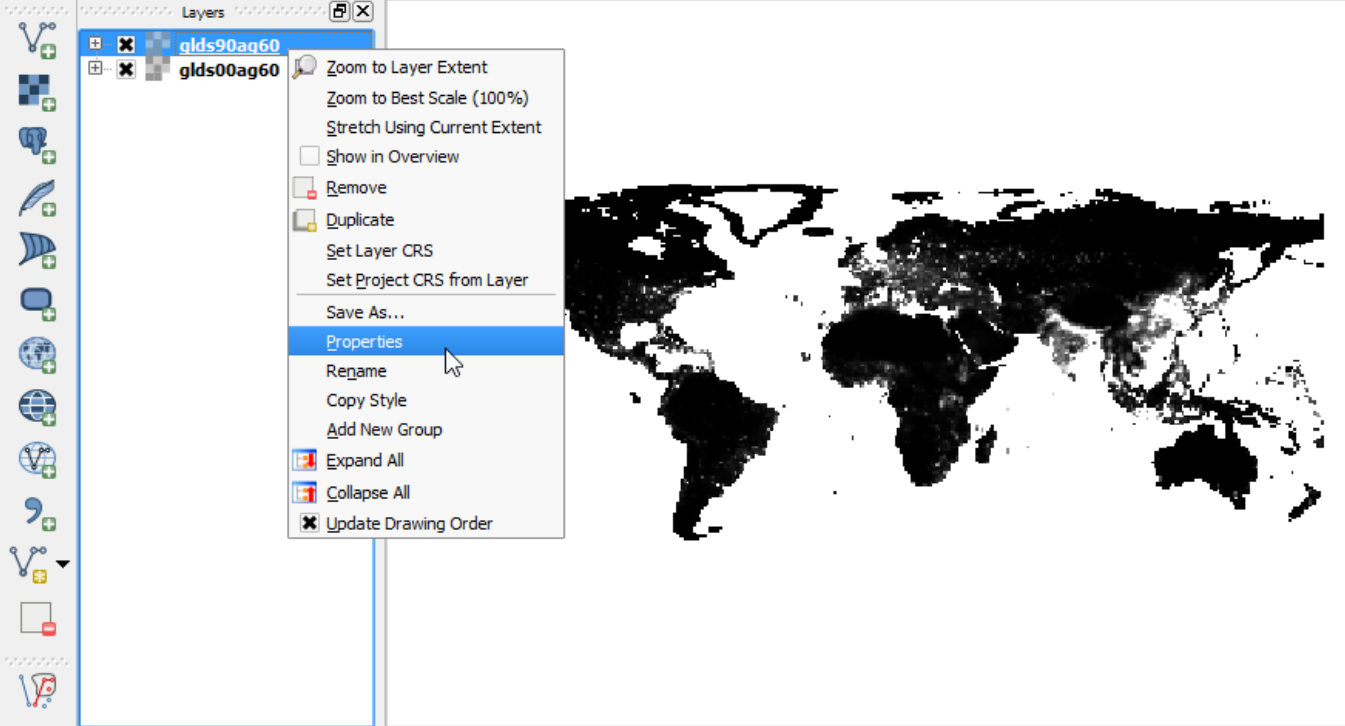 Layers
glds90ag60
glds00ag60
Zoom to Layer Extent
Zoom to Best Scale (100%)
Stretch Using Current Extent
Show in Overview
Remove
Duplicate
Set Layer CRS
Set Project CRS from Layer
Save As...
Properties
Rename
Copy Style
Add New Group
Expand All
Collapse All
Update Drawing Order